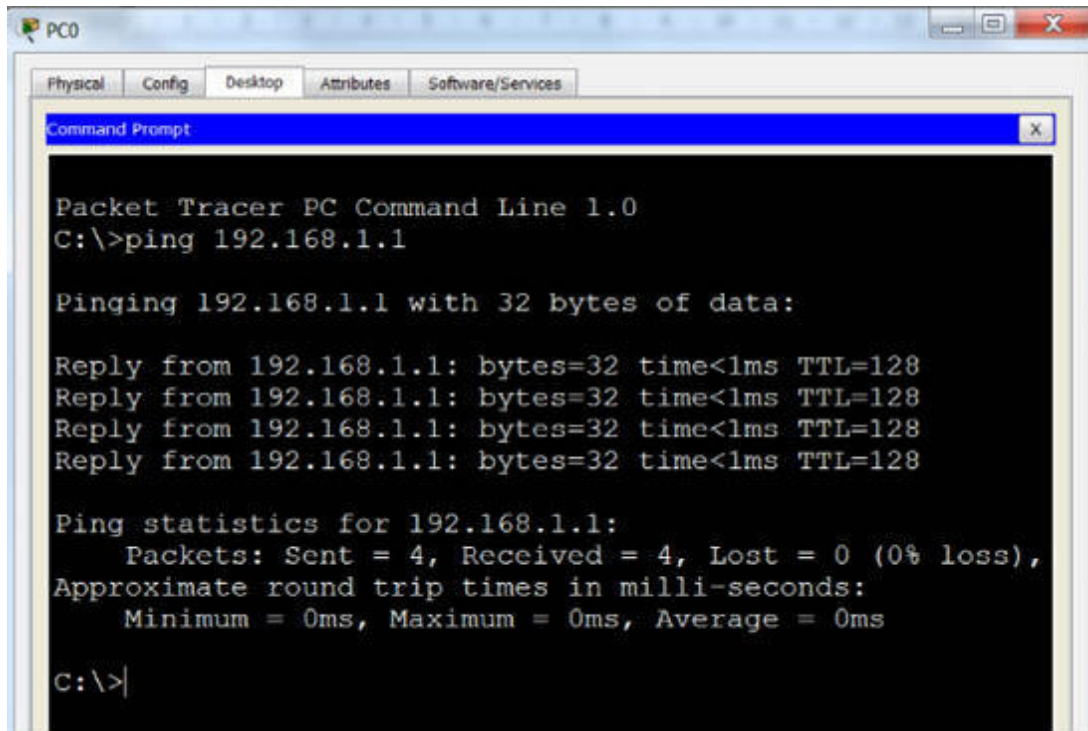 PC0
Physical Config Desktop Attributes Software/Services
Command Prompt X
Packet Tracer PC Command Line 1.0
C:\>ping 192.168.1.1
Pinging 192.168.1.1 with 32 bytes of data:
Reply from 192.168.1.1: bytes=32 time<1ms TTL=128
Reply from 192.168.1.1: bytes=32 time<1ms TTL=128
Reply from 192.168.1.1: bytes=32 time<1ms TTL=128
Reply from 192.168.1.1: bytes=32 time<1ms TTL=128
Ping statistics for 192.168.1.1:
Packets: Sent = 4, Received = 4, Lost = 0 (0% loss),
Approximate round trip times in milli-seconds:
Minimum = 0ms, Maximum = 0ms, Average = 0ms
C:\>